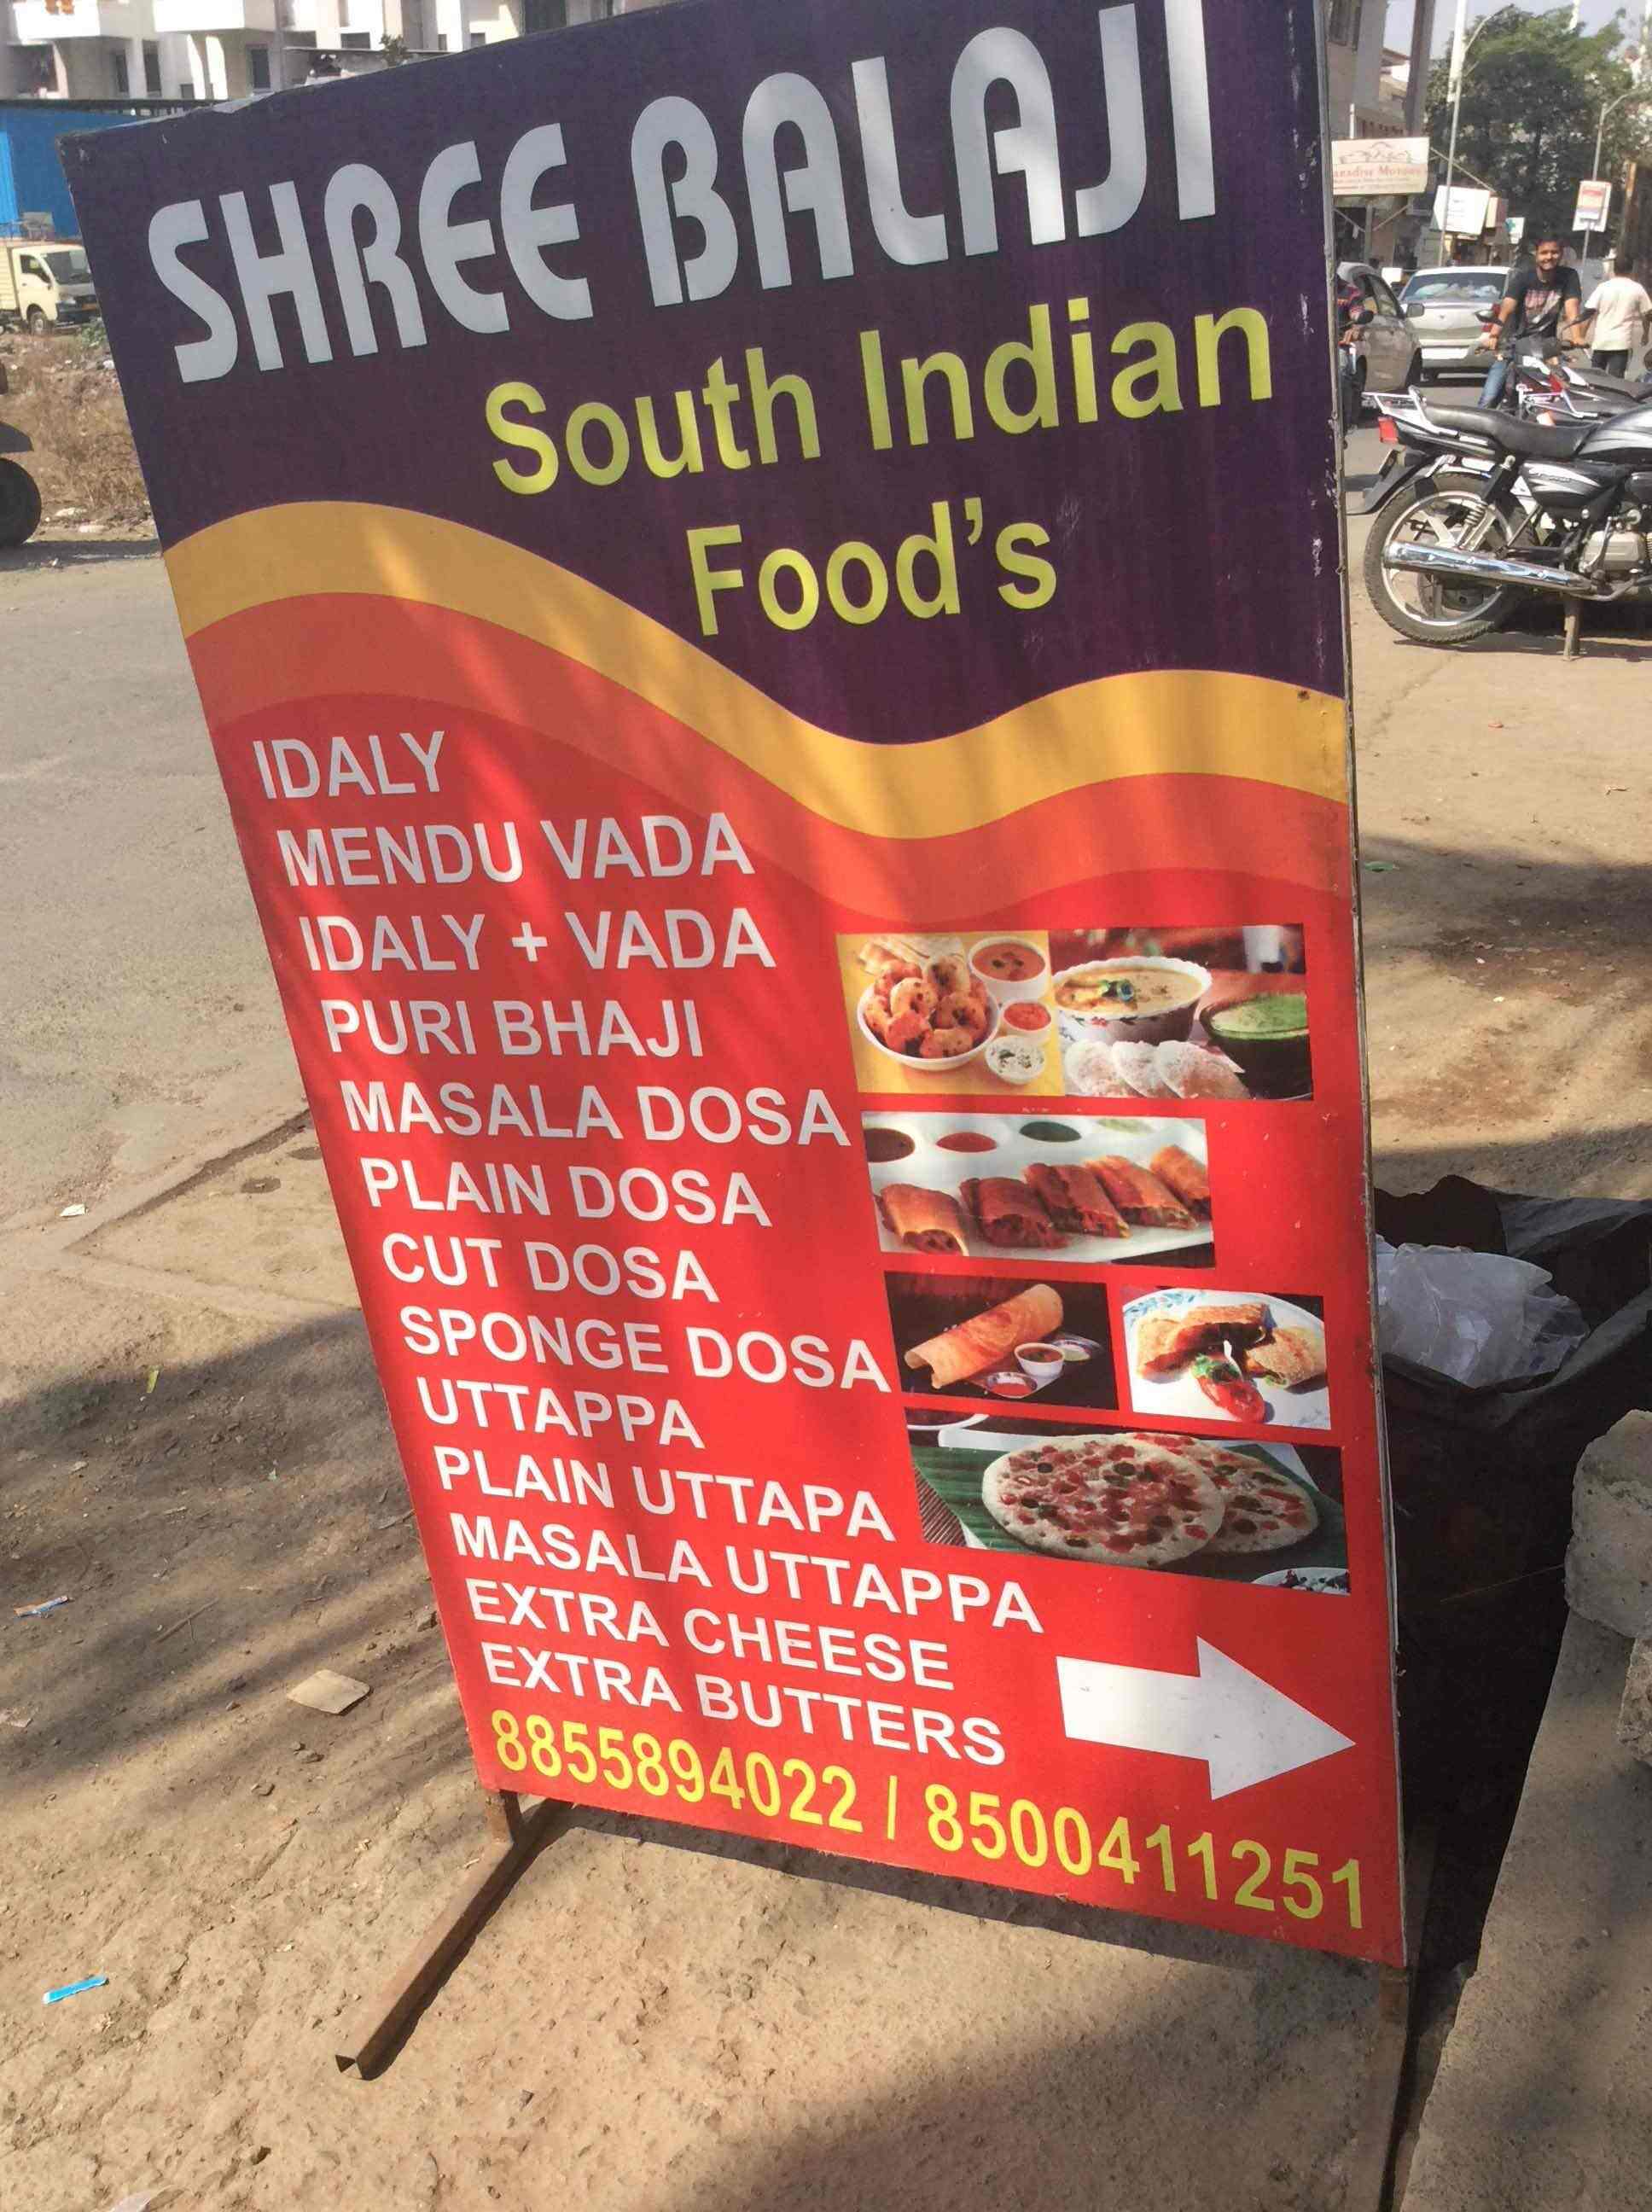 SHREE BALAJI
South Indian
Food's
IDALY
MENDU VADA
IDALY + VADA
PURI BHAJI
MASALA DOSA
PLAIN DOSA
CUT DOSA
SPONGE DOSA
UTTAPPA
PLAIN UTTAPA
MASALA UTTAPPA
EXTRA CHEESE
EXTRA BUTTERS
8855894022 / 8500411251